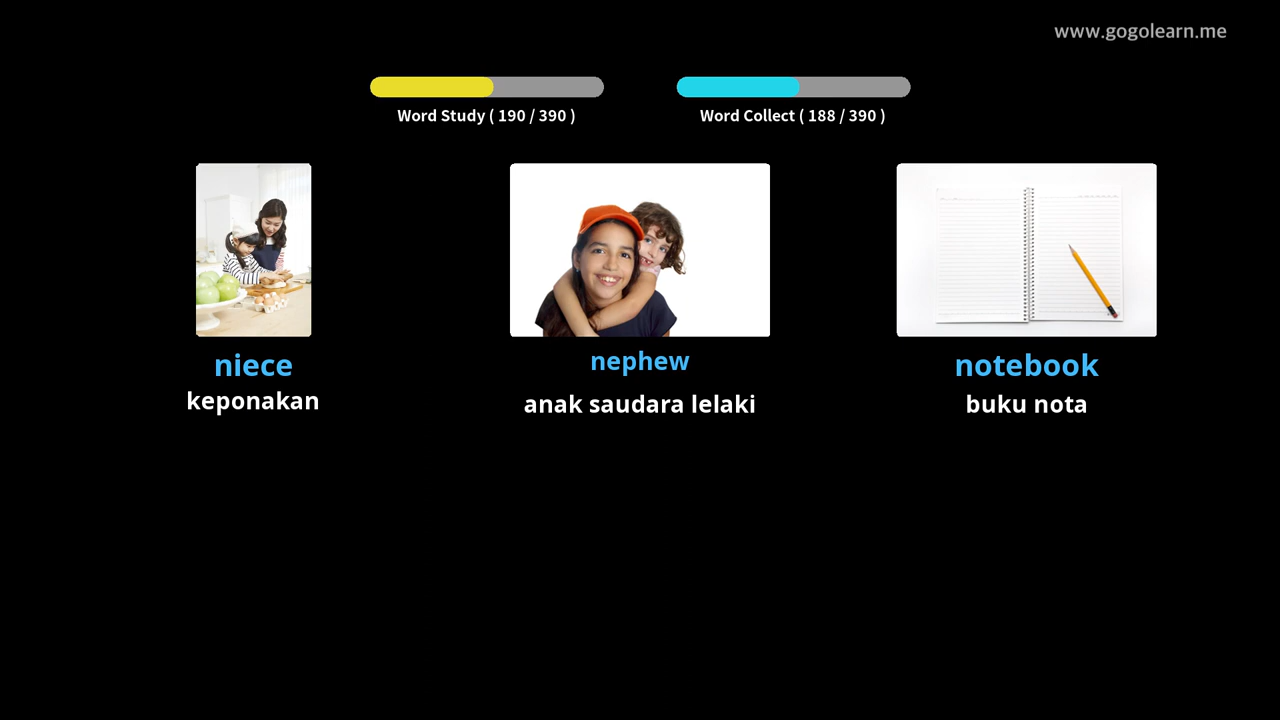 www.gogolearn.me
Word Study ( 190 / 390 )
Word Collect ( 188 / 390 )
niece
keponakan
nephew
anak saudara lelaki
notebook
buku nota